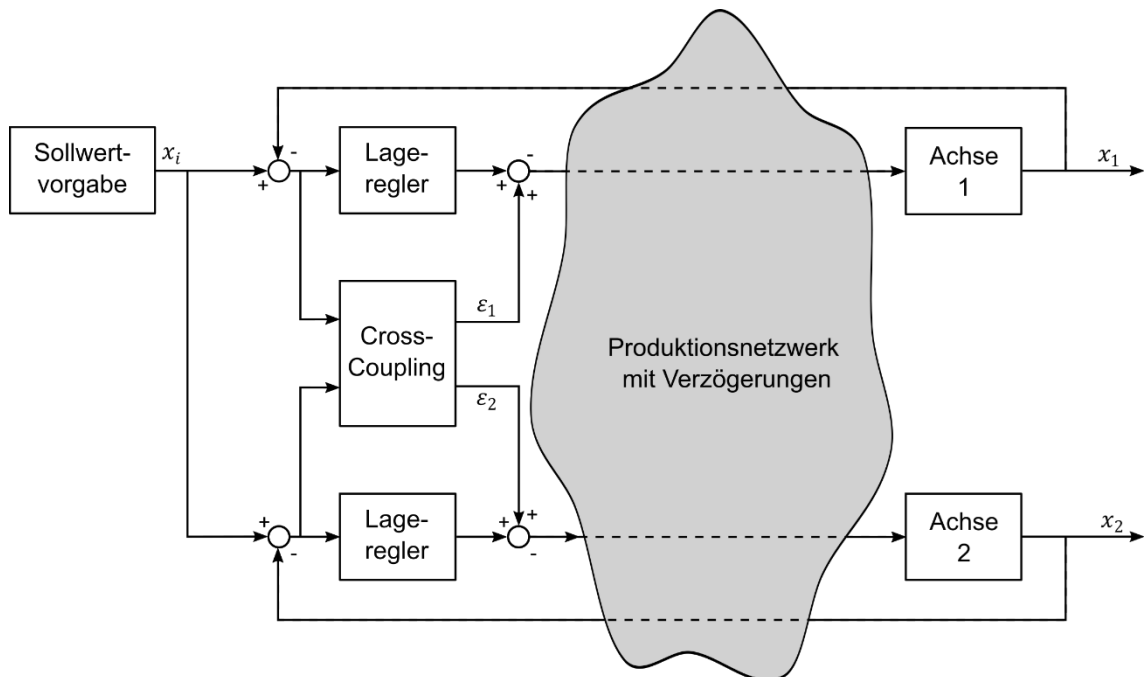 Sollwert-
vorgabe
x_i
+
-
Lage-
regler
+
-
+
Achse
1
x_1
Cross-
Coupling
ε_1
ε_2
Produktionsnetzwerk
mit Verzögerungen
+
-
Lage-
regler
+
+
-
Achse
2
x_2